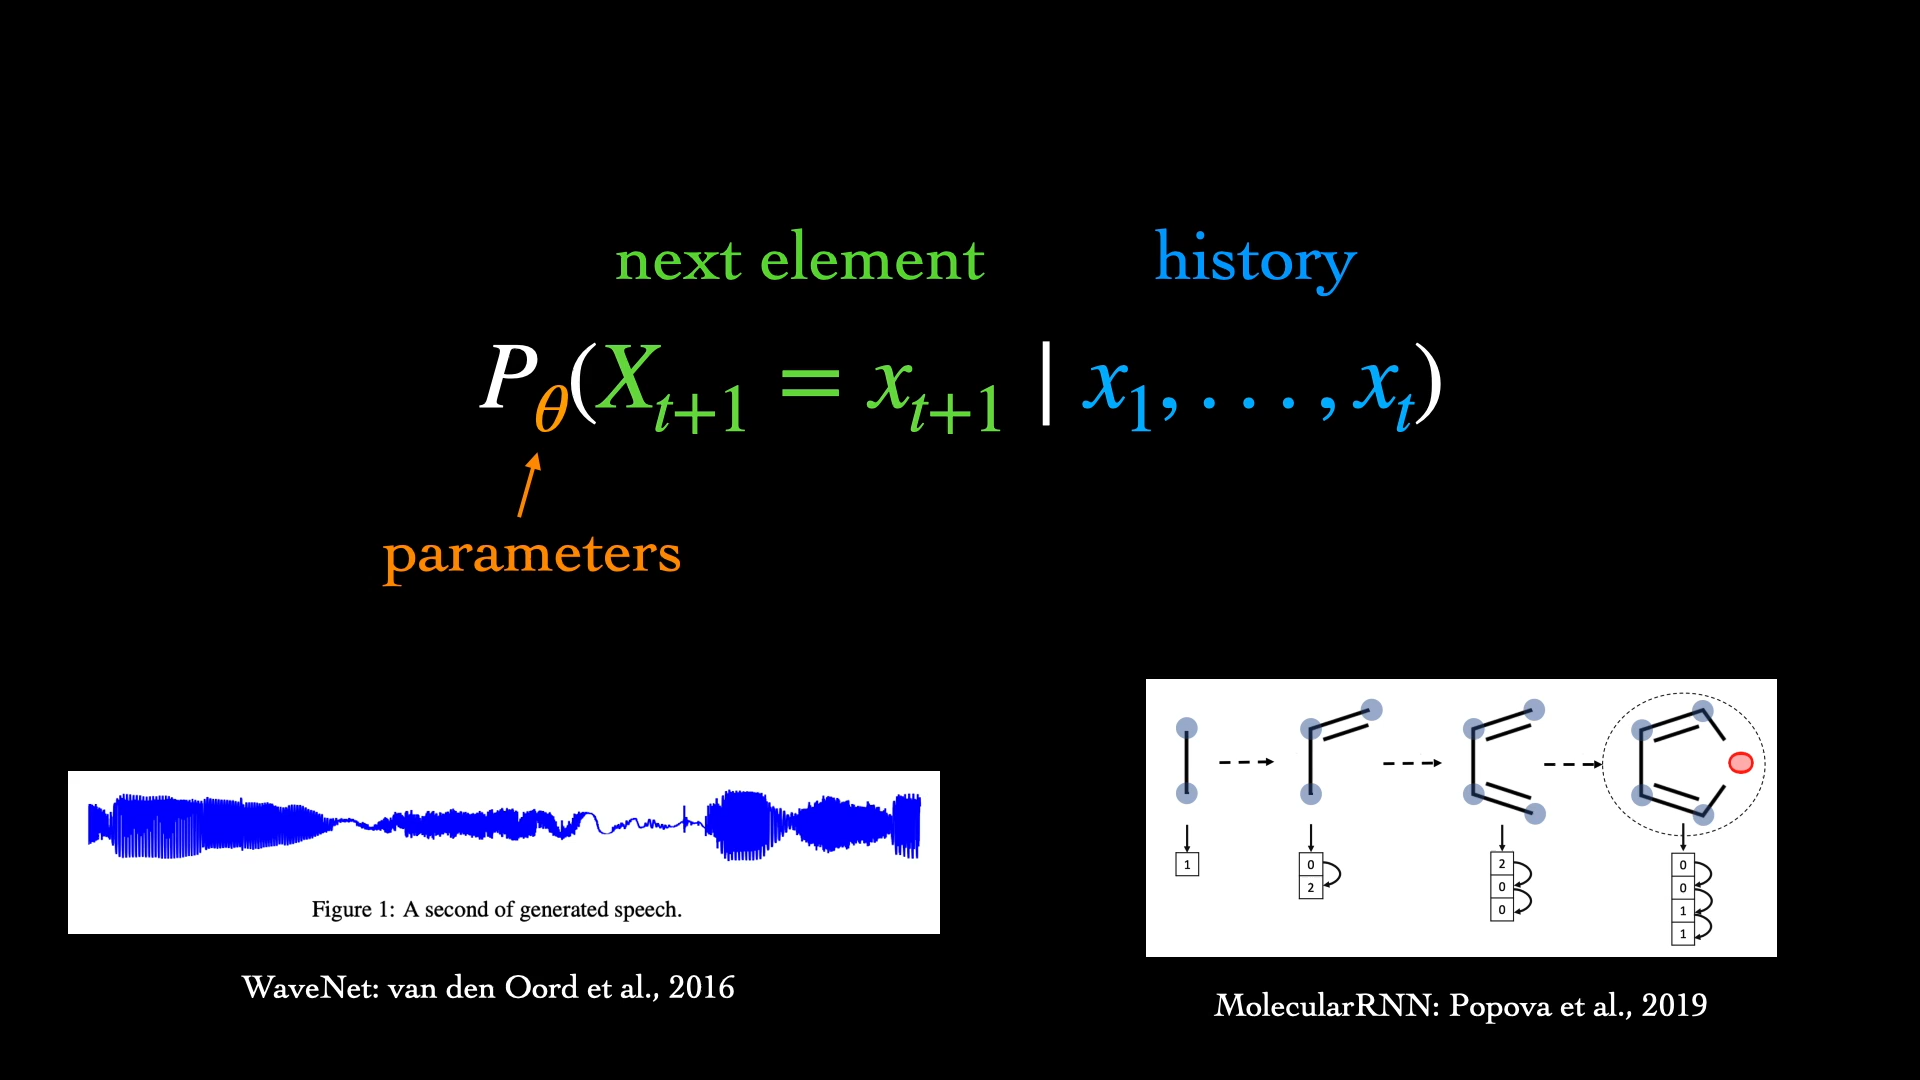 next element history
P_θ(X_{t+1} = x_{t+1} | x_1, . . . , x_t)
parameters
Figure 1: A second of generated speech.
WaveNet: van den Oord et al., 2016
1
0
2
2
0
0
0
0
1
1
MolecularRNN: Popova et al., 2019